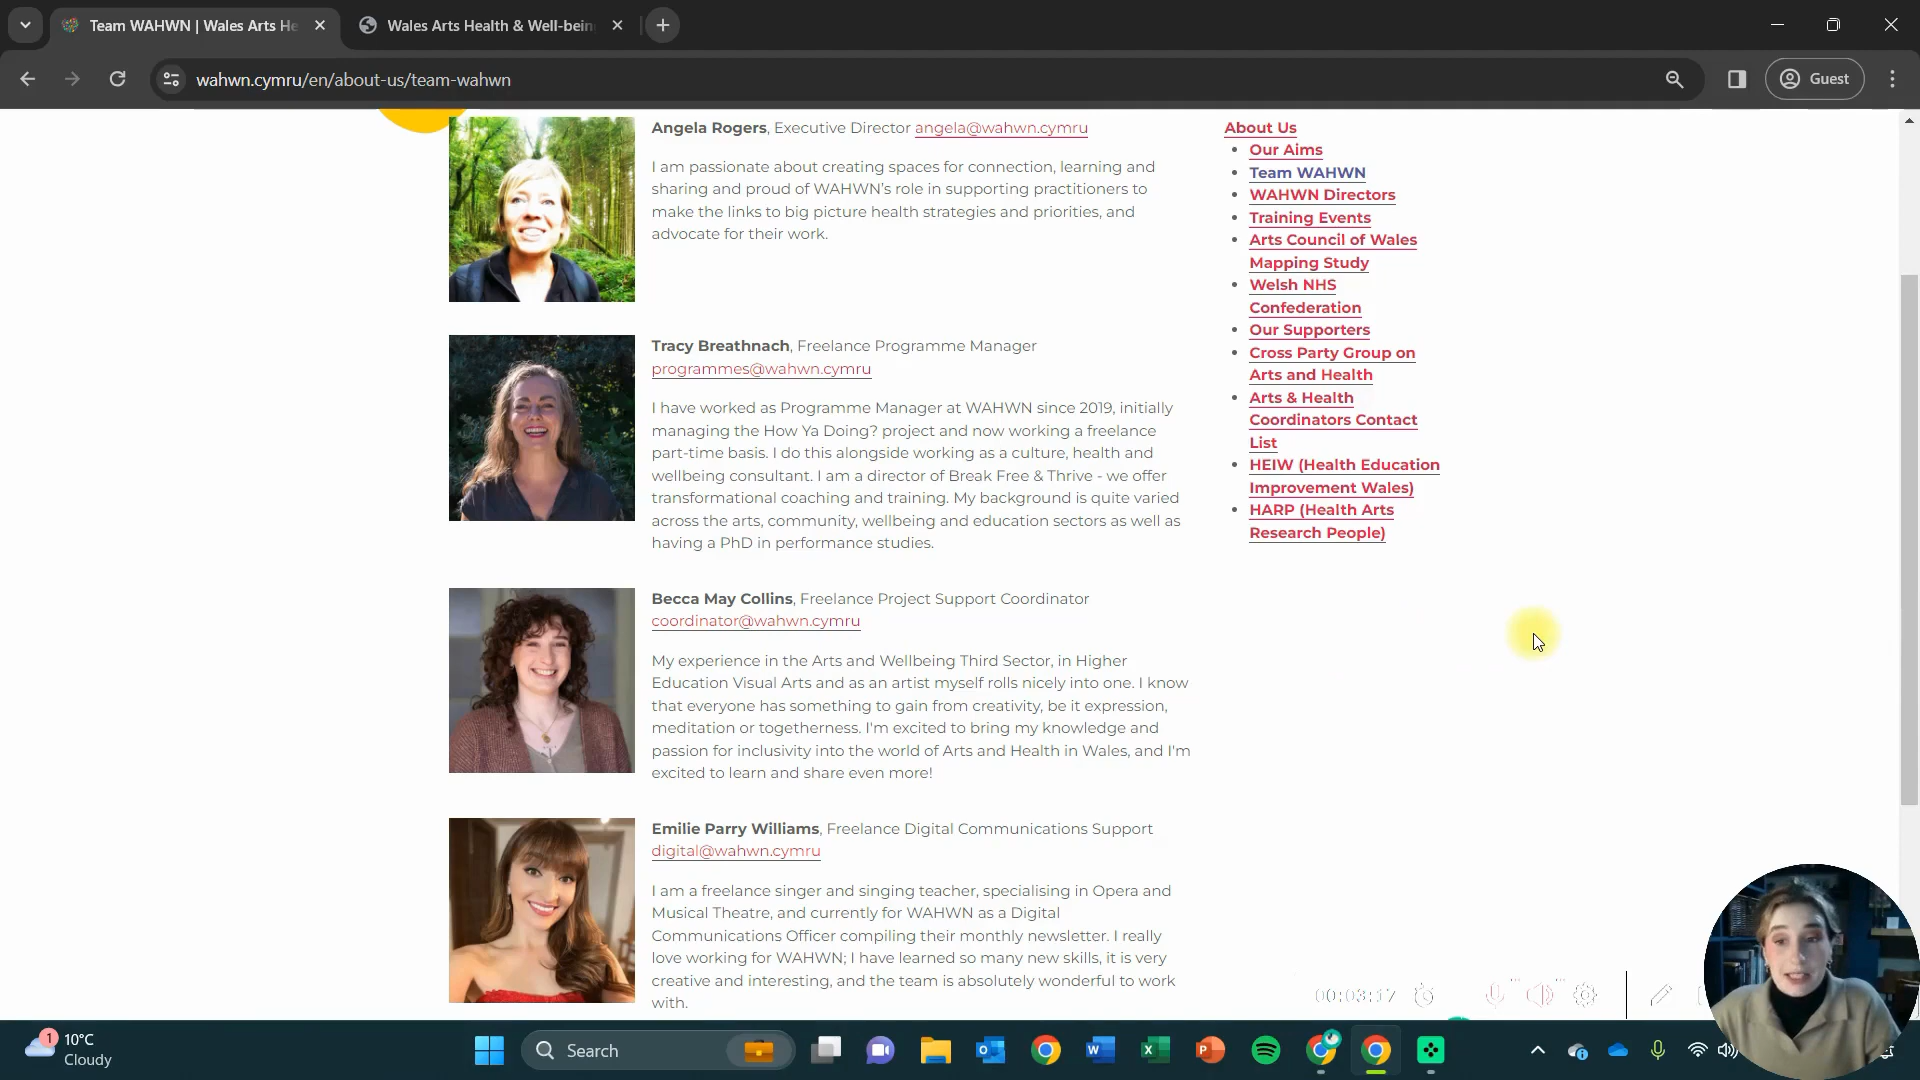 Team WAHWN | Wales Arts He
Wales Arts Health & Well-bein
wahwn.cymru/en/about-us/team-wahwn
Guest
Angela Rogers, Executive Director angela@wahwn.cymru
I am passionate about creating spaces for connection, learning and
sharing and proud of WAHWN's role in supporting practitioners to
make the links to big picture health strategies and priorities, and
advocate for their work.
Tracy Breathnach, Freelance Programme Manager
programmes@wahwn.cymru
I have worked as Programme Manager at WAHWN since 2019, initially
managing the How Ya Doing? project and now working a freelance
part-time basis. I do this alongside working as a culture, health and
wellbeing consultant. I am a director of Break Free & Thrive - we offer
transformational coaching and training. My background is quite varied
across the arts, community, wellbeing and education sectors as well as
having a PhD in performance studies.
Becca May Collins, Freelance Project Support Coordinator
coordinator@wahwn.cymru
My experience in the Arts and Wellbeing Third Sector, in Higher
Education Visual Arts and as an artist myself rolls nicely into one. I know
that everyone has something to gain from creativity, be it expression,
meditation or togetherness. I'm excited to bring my knowledge and
passion for inclusivity into the world of Arts and Health in Wales, and I'm
excited to learn and share even more!
Emilie Parry Williams, Freelance Digital Communications Support
digital@wahwn.cymru
I am a freelance singer and singing teacher, specialising in Opera and
Musical Theatre, and currently for WAHWN as a Digital
Communications Officer compiling their monthly newsletter. I really
love working for WAHWN; I have learned so many new skills, it is very
creative and interesting, and the team is absolutely wonderful to work
with.
About Us
Our Aims
Team WAHWN
WAHWN Directors
Training Events
Arts Council of Wales
Mapping Study
Welsh NHS
Confederation
Our Supporters
Cross Party Group on
Arts and Health
Arts & Health
Coordinators Contact
List
HEIW (Health Education
Improvement Wales)
HARP (Health Arts
Research People)
00:03:17
1
10°C
Cloudy
Search